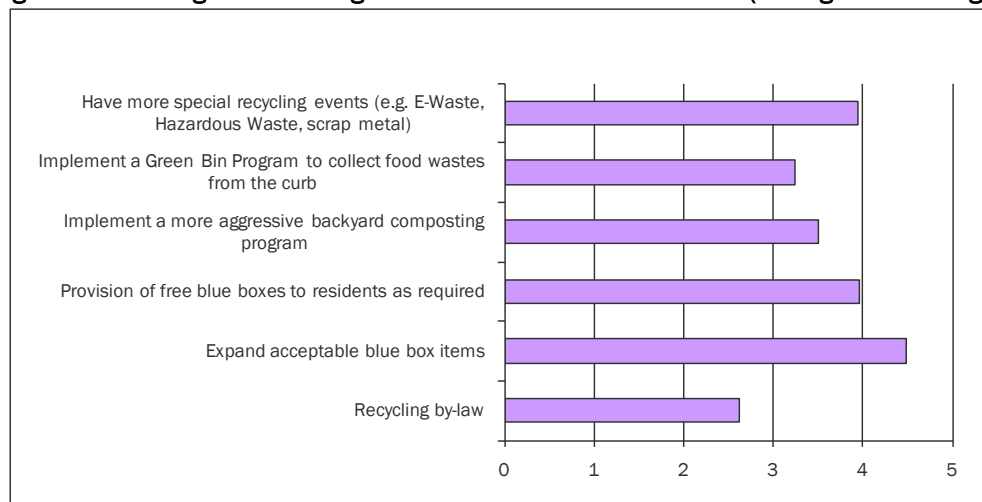 Have more special recycling events (e.g. E-Waste,
Hazardous Waste, scrap metal)
Implement a Green Bin Program to collect food wastes
from the curb
Implement a more aggressive backyard composting
program
Provision of free blue boxes to residents as required
Expand acceptable blue box items
Recycling by-law
0 1 2 3 4 5